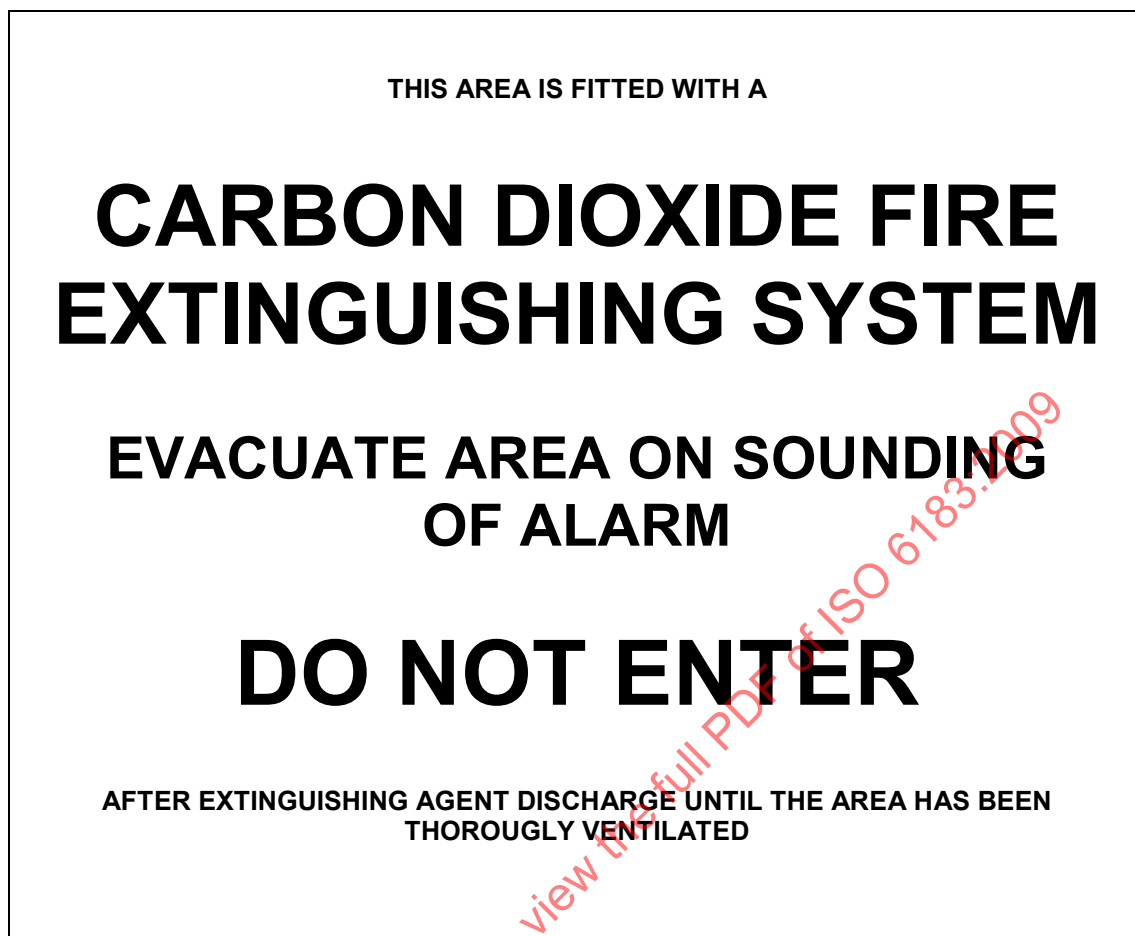 THIS AREA IS FITTED WITH A
CARBON DIOXIDE FIRE
EXTINGUISHING SYSTEM
EVACUATE AREA ON SOUNDING
OF ALARM
DO NOT ENTER
AFTER EXTINGUISHING AGENT DISCHARGE UNTIL THE AREA HAS BEEN
THOROUGLY VENTILATED
view the full PDF of ISO 6183:2009